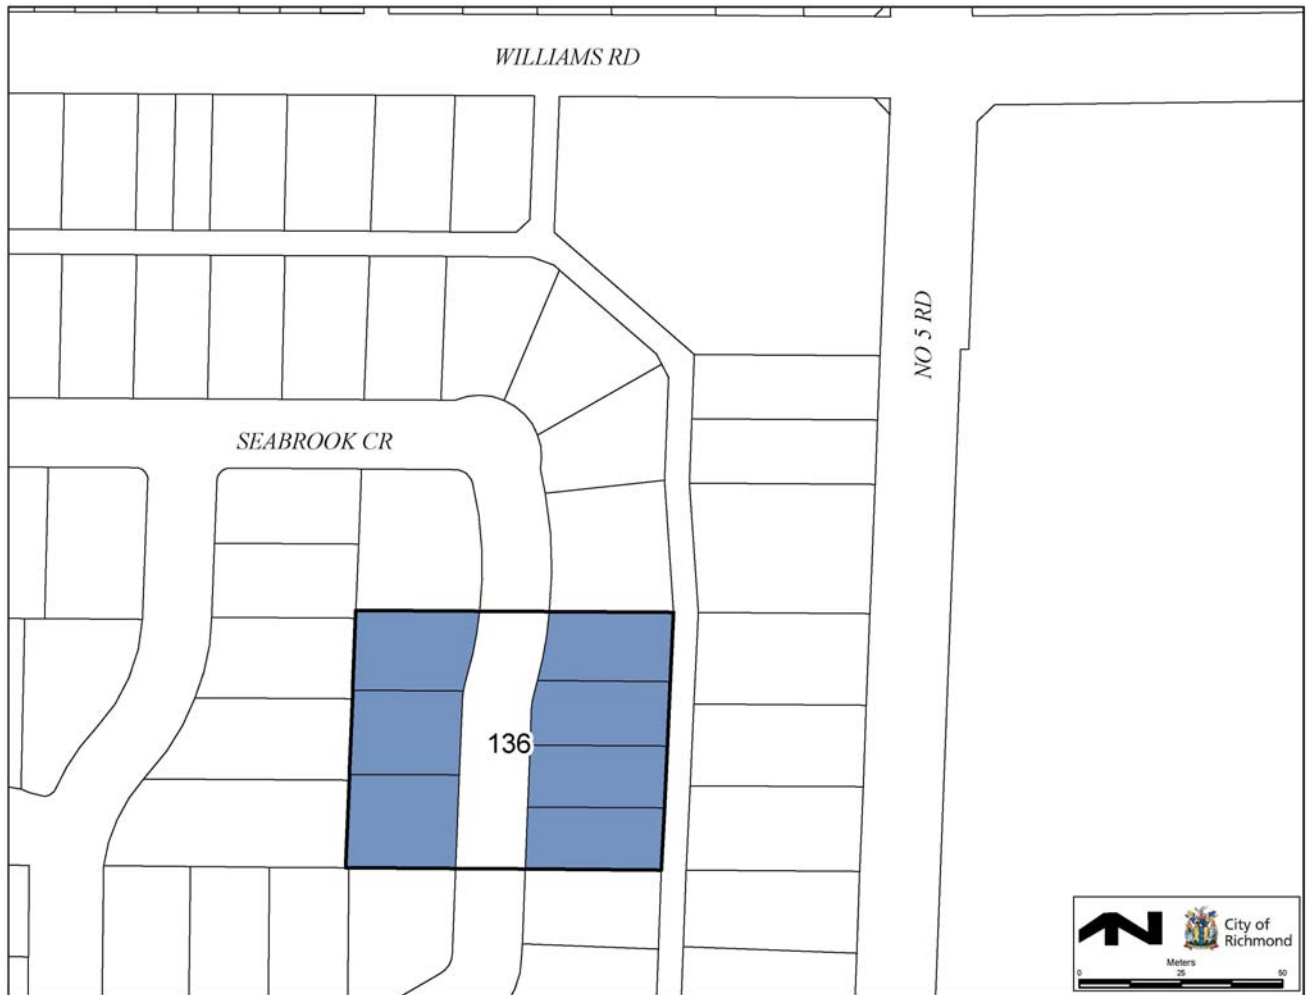 WILLIAMS RD
NO 5 RD
SEABROOK CR
136
City of
Richmond
Meters
0 25 50